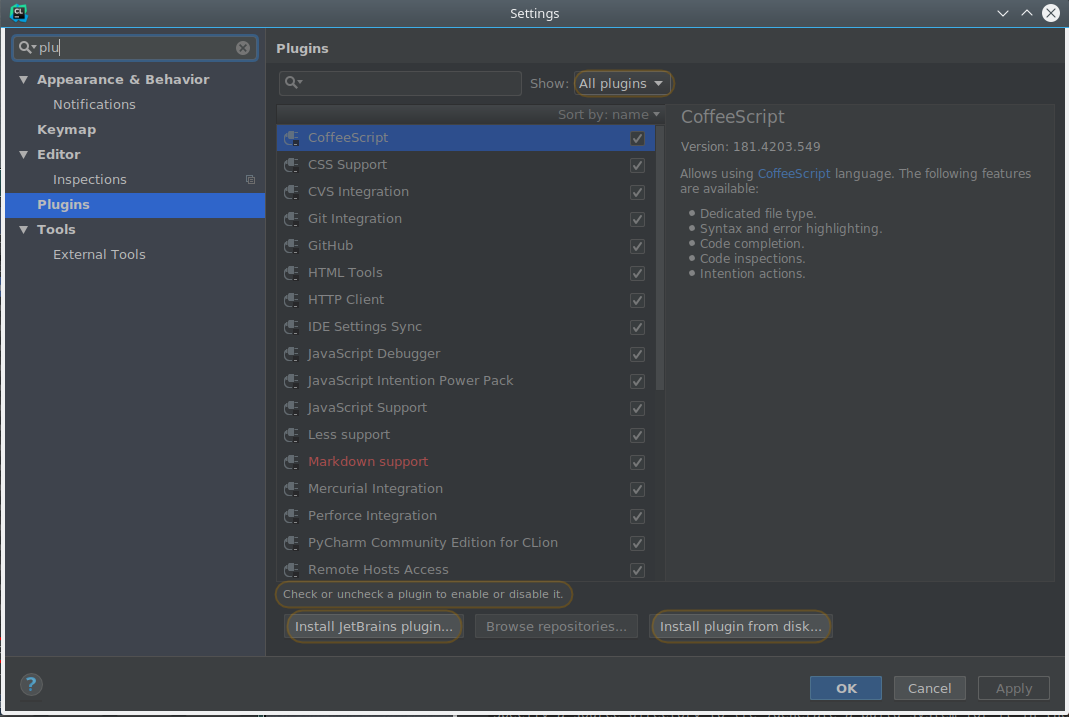 CL
Settings
plu
Appearance & Behavior
Notifications
Keymap
Editor
Inspections
Plugins
Tools
External Tools
Plugins
Show: All plugins
Sort by: name
CoffeeScript
CSS Support
CVS Integration
Git Integration
GitHub
HTML Tools
HTTP Client
IDE Settings Sync
JavaScript Debugger
JavaScript Intention Power Pack
JavaScript Support
Less support
Markdown support
Mercurial Integration
Perforce Integration
PyCharm Community Edition for CLion
Remote Hosts Access
Check or uncheck a plugin to enable or disable it.
Install JetBrains plugin...
Browse repositories...
Install plugin from disk...
CoffeeScript
Version: 181.4203.549
Allows using CoffeeScript language. The following features
are available:
Dedicated file type.
Syntax and error highlighting.
Code completion.
Code inspections.
Intention actions.
?
OK
Cancel
Apply